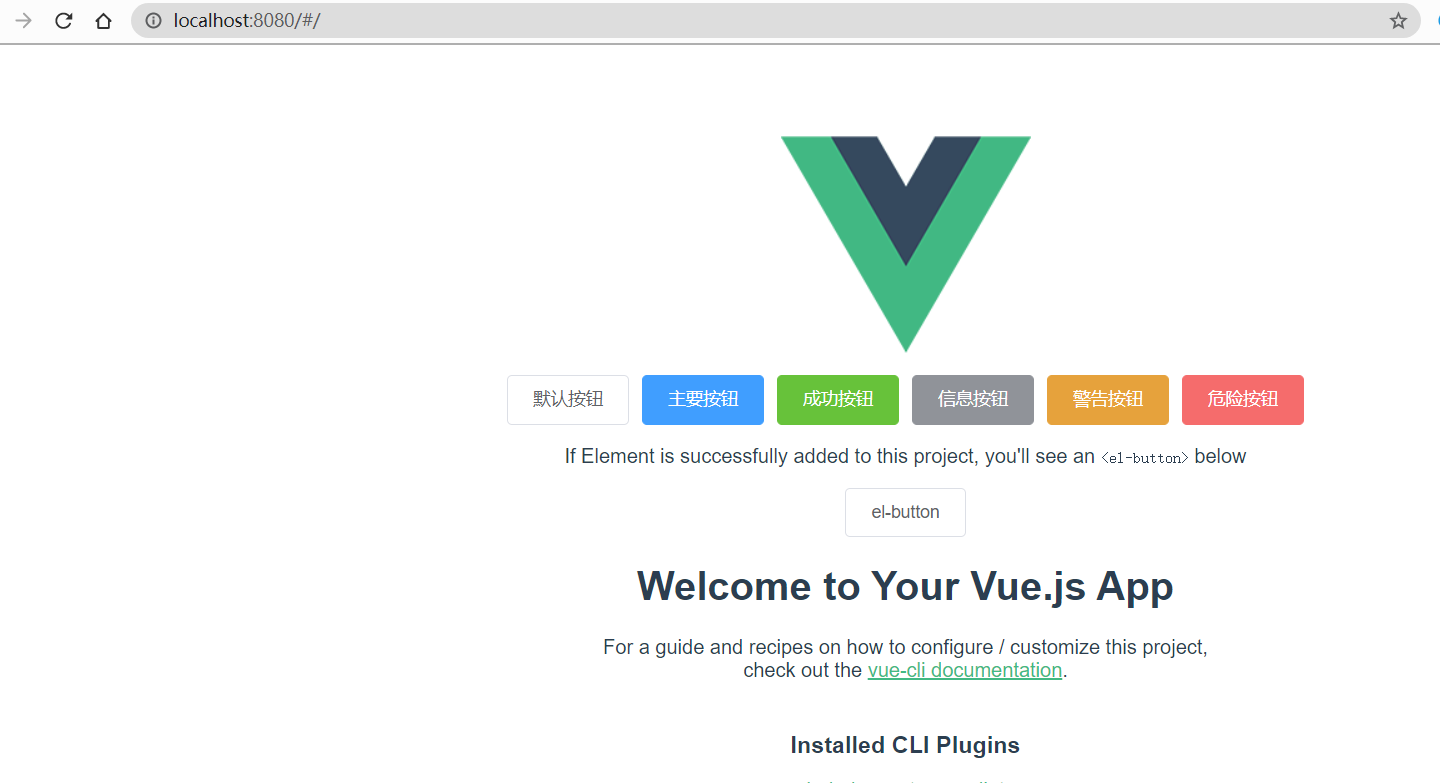 localhost:8080/#/
默认按钮 主要按钮 成功按钮 信息按钮 警告按钮 危险按钮
If Element is successfully added to this project, you'll see an <el-button> below
el-button
Welcome to Your Vue.js App
For a guide and recipes on how to configure / customize this project,
check out the vue-cli documentation.
Installed CLI Plugins